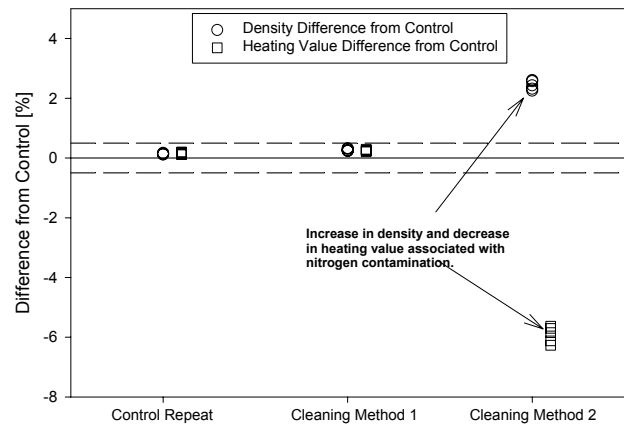 Density Difference from Control
Heating Value Difference from Control
Difference from Control [%]
4
2
0
-2
-4
-6
-8
Increase in density and decrease
in heating value associated with
nitrogen contamination.
Control Repeat
Cleaning Method 1
Cleaning Method 2